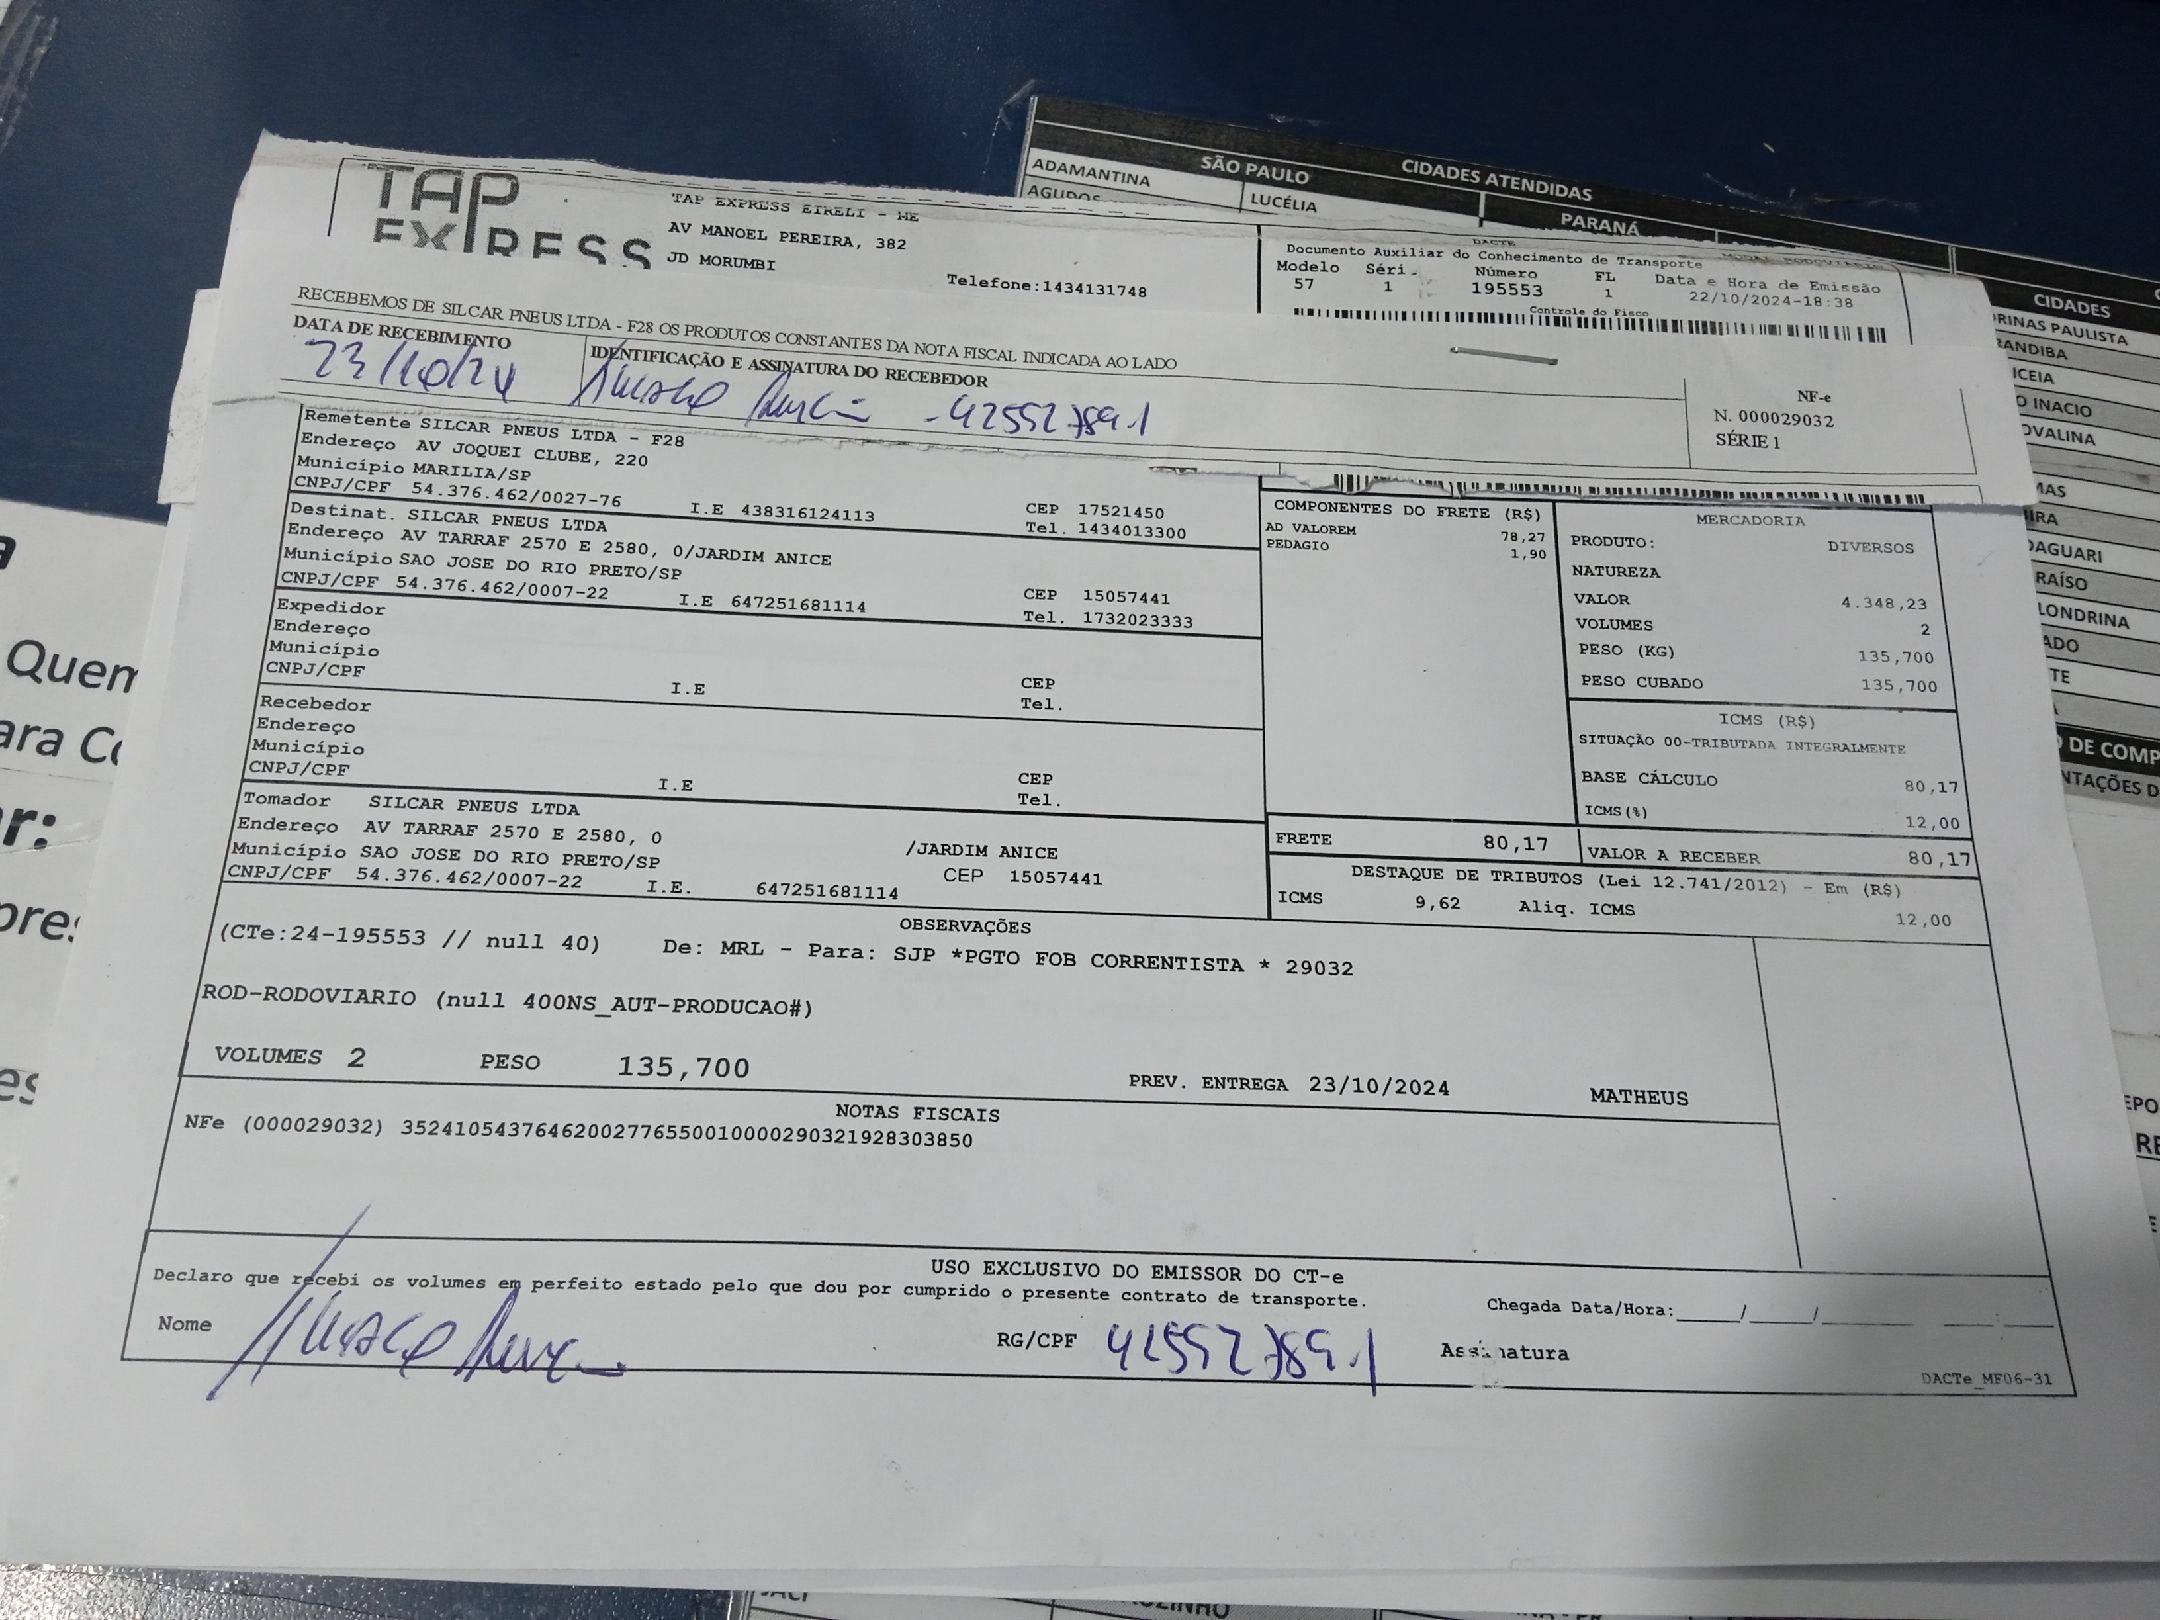 TAP EXPRESS
TAP EXPRESS EIRELI - ME
AV MANOEL PEREIRA, 382
JD MORUMBI
Telefone:1434131748
DACTE
Documento Auxiliar do Conhecimento de Transporte
Modelo Séri Número FL Data e Hora de Emissão
57 1 195553 1 22/10/2024-18:38
Controle do Fisco
RECEBEMOS DE SILCAR PNEUS LTDA - F28 OS PRODUTOS CONSTANTES DA NOTA FISCAL INDICADA AO LADO
DATA DE RECEBIMENTO
IDENTIFICAÇÃO E ASSINATURA DO RECEBEDOR
23/10/24
42552789.1
NF-e
N. 000029032
SÉRIE 1
Remetente SILCAR PNEUS LTDA - F28
Endereço AV JOQUEI CLUBE, 220
Município MARILIA/SP
CNPJ/CPF 54.376.462/0027-76 I.E 438316124113
CEP 17521450
Tel. 1434013300
Destinat. SILCAR PNEUS LTDA
Endereço AV TARRAF 2570 E 2580, 0/JARDIM ANICE
Município SAO JOSE DO RIO PRETO/SP
CNPJ/CPF 54.376.462/0007-22 I.E 647251681114
CEP 15057441
Tel. 1732023333
Expedidor
Endereço
Município
CNPJ/CPF I.E
CEP
Tel.
Recebedor
Endereço
Município
CNPJ/CPF I.E
CEP
Tel.
Tomador SILCAR PNEUS LTDA
Endereço AV TARRAF 2570 E 2580, 0 /JARDIM ANICE
Município SAO JOSE DO RIO PRETO/SP CEP 15057441
CNPJ/CPF 54.376.462/0007-22 I.E. 647251681114
COMPONENTES DO FRETE (R$)
AD VALOREM 78,27
PEDAGIO 1,90
MERCADORIA
PRODUTO: DIVERSOS
NATUREZA
VALOR 4.348,23
VOLUMES 2
PESO (KG) 135,700
PESO CUBADO 135,700
ICMS (R$)
SITUAÇÃO 00-TRIBUTADA INTEGRALMENTE
BASE CÁLCULO 80,17
ICMS(%) 12,00
FRETE 80,17
VALOR A RECEBER 80,17
DESTAQUE DE TRIBUTOS (Lei 12.741/2012) - Em (R$)
ICMS 9,62 Aliq. ICMS 12,00
OBSERVAÇÕES
(CTe:24-195553 // null 40) De: MRL - Para: SJP *PGTO FOB CORRENTISTA * 29032
ROD-RODOVIARIO (null 400NS_AUT-PRODUCAO#)
VOLUMES 2 PESO 135,700 PREV. ENTREGA 23/10/2024 MATHEUS
NOTAS FISCAIS
NFe (000029032) 35241054376462002776550010000290321928303850
USO EXCLUSIVO DO EMISSOR DO CT-e
Declaro que recebi os volumes em perfeito estado pelo que dou por cumprido o presente contrato de transporte.
Chegada Data/Hora:
Nome
RG/CPF 42552789.1
Assinatura
DACTe_MF06-31
CIDADES ATENDIDAS
SÃO PAULO
PARANÁ
ADAMANTINA
LUCÉLIA
AGUDOS
CIDADES
LONDRINA